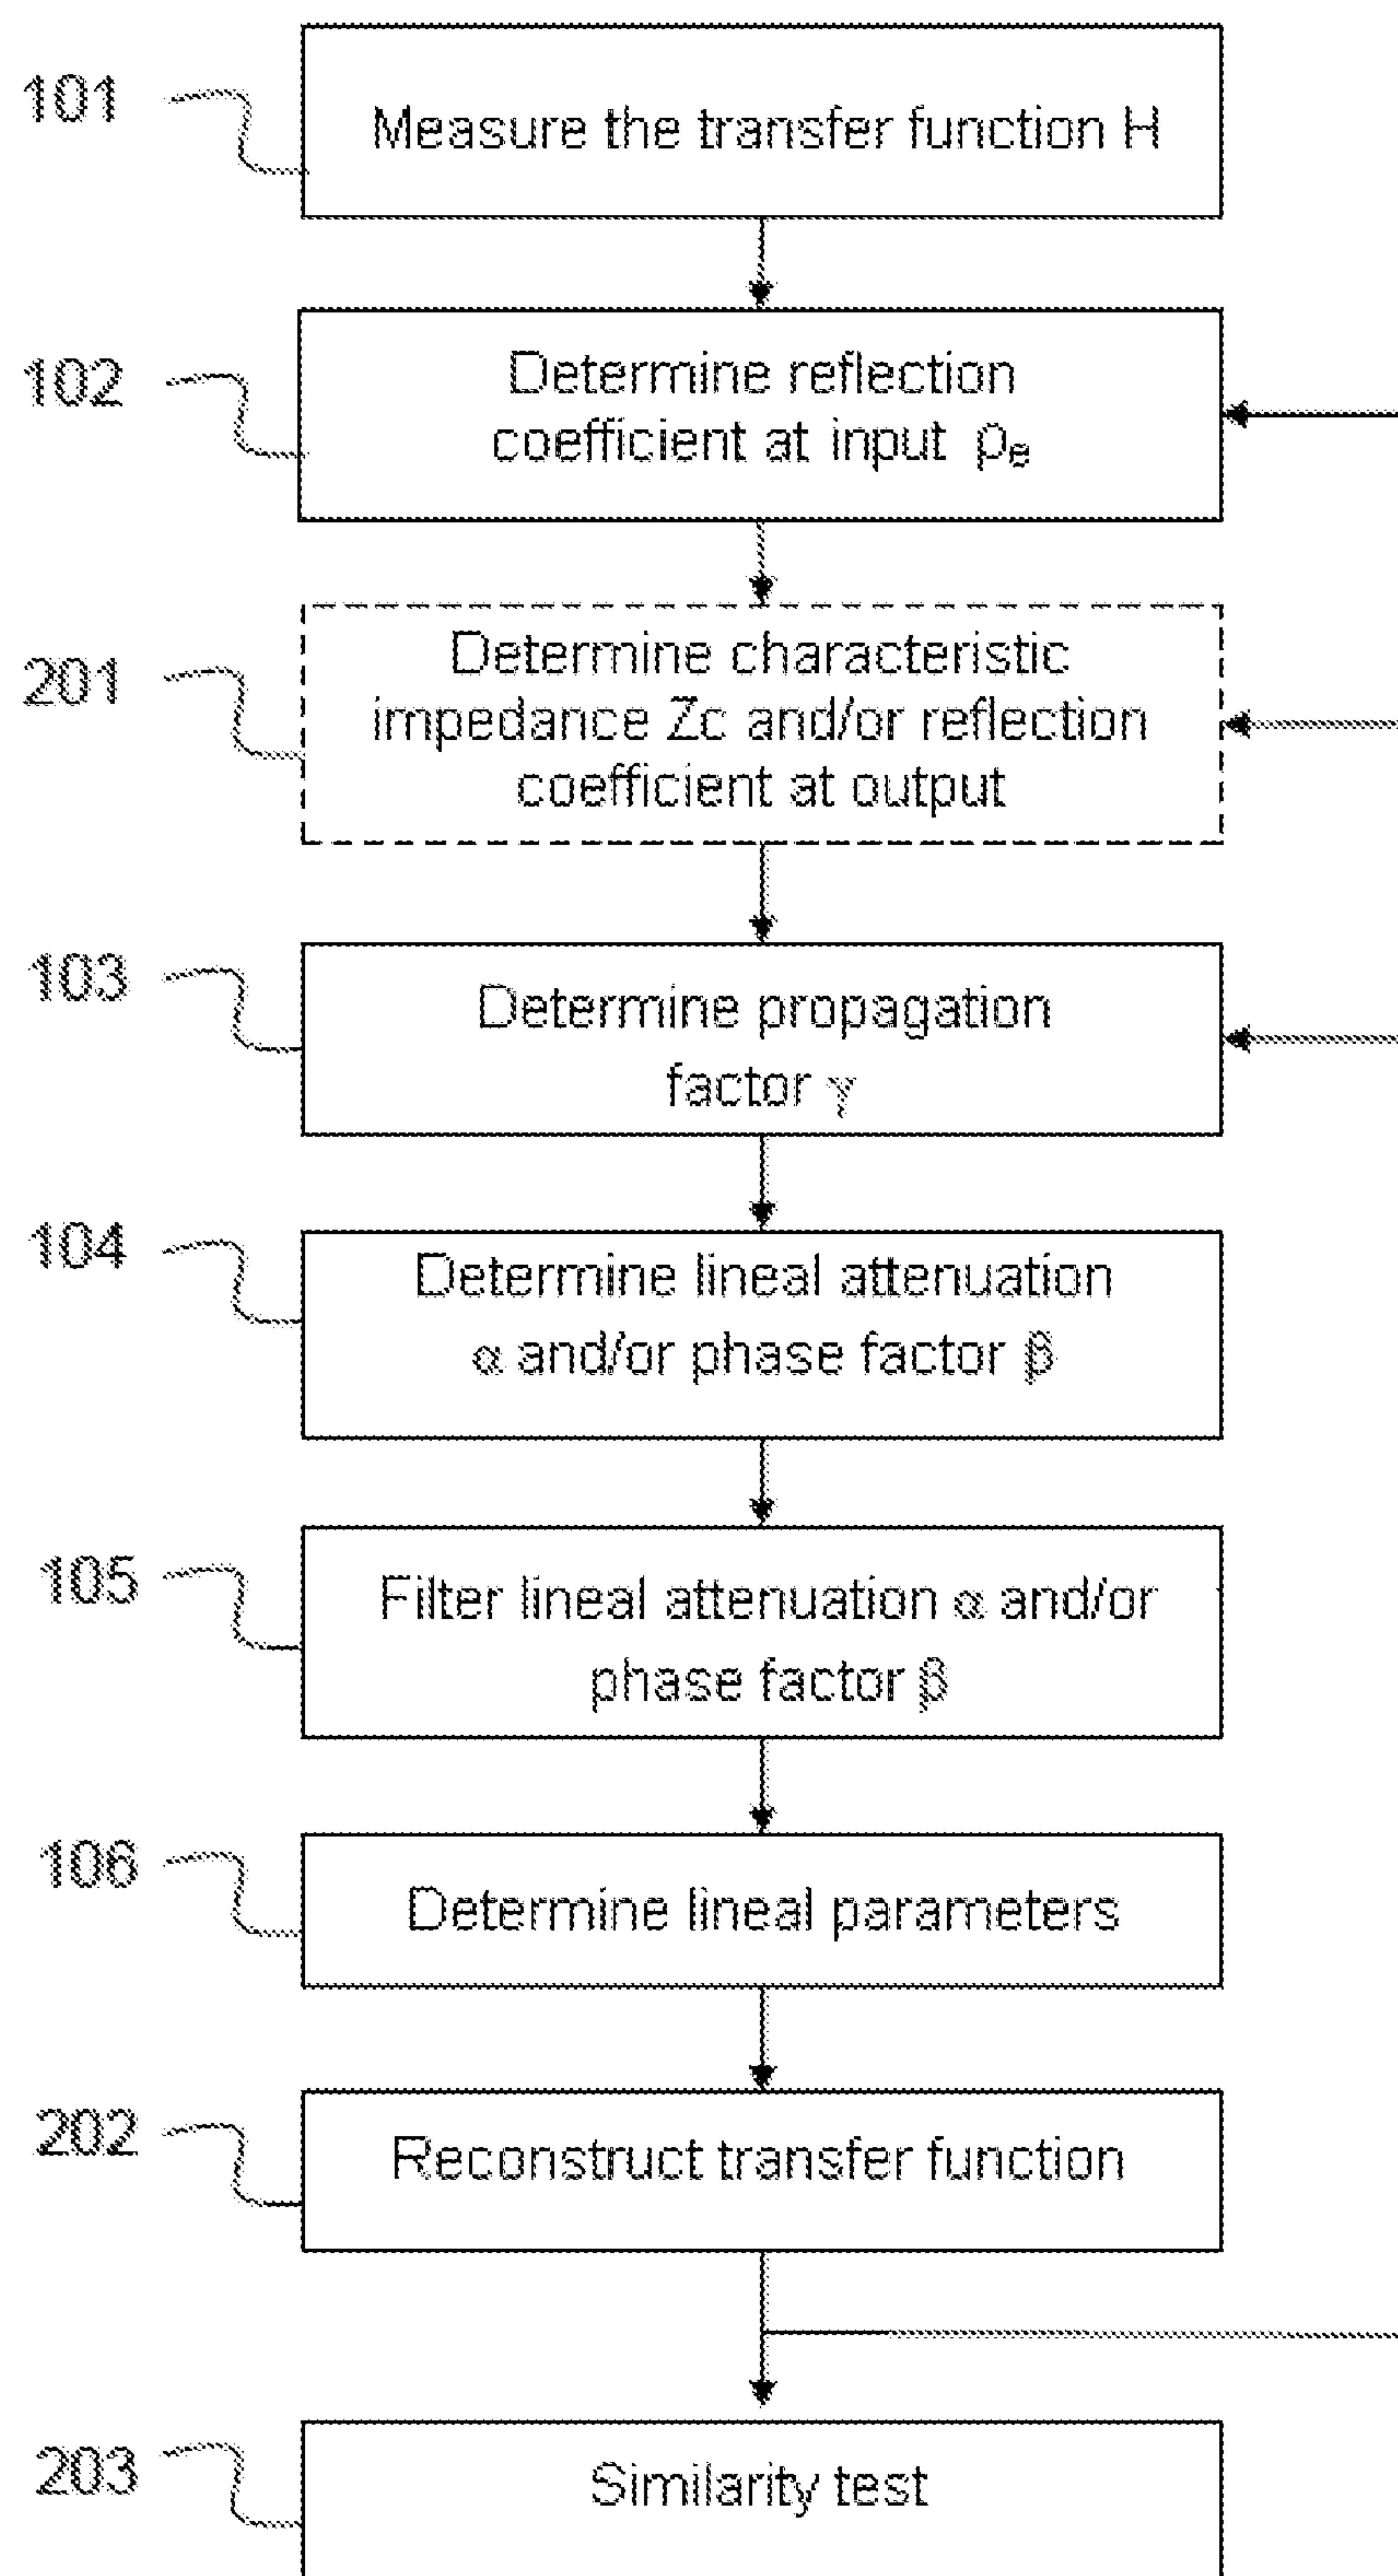 101
Measure the transfer function H
102
Determine reflection
coefficient at input ρe
201
Determine characteristic
impedance Zc and/or reflection
coefficient at output
103
Determine propagation
factor γ
104
Determine lineal attenuation
α and/or phase factor β
105
Filter lineal attenuation α and/or
phase factor β
106
Determine lineal parameters
202
Reconstruct transfer function
203
Similarity test